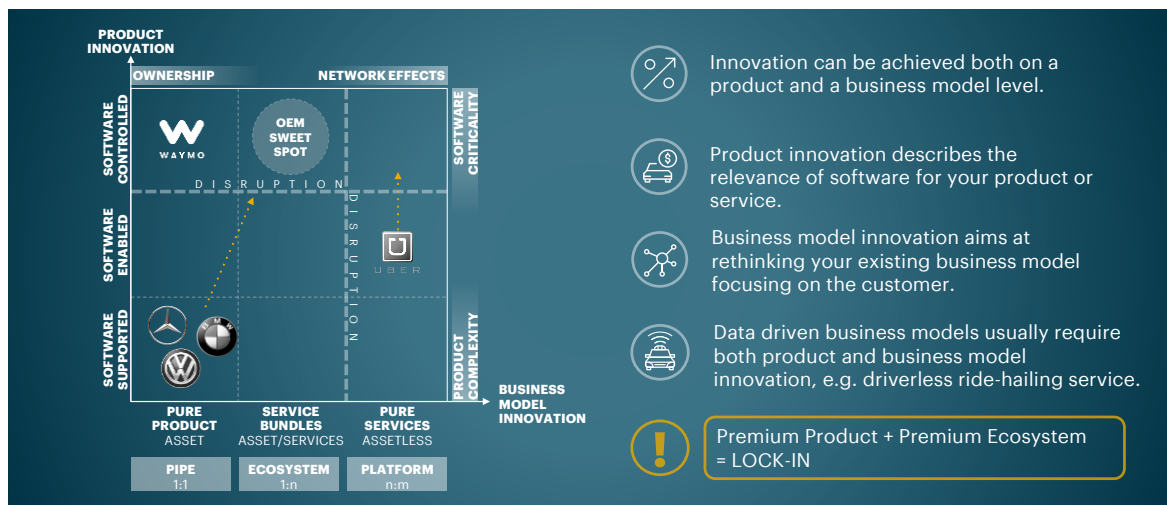 PRODUCT
INNOVATION
OWNERSHIP
NETWORK EFFECTS
SOFTWARE
CONTROLLED
SOFTWARE
ENABLED
SOFTWARE
SUPPORTED
WAYMO
OEM
SWEET
SPOT
DISRUPTION
DISRUPTION
UBER
BMW
SOFTWARE
CRITICALITY
PRODUCT
COMPLEXITY
BUSINESS
MODEL
INNOVATION
PURE
PRODUCT
ASSET
SERVICE
BUNDLES
ASSET/SERVICES
PURE
SERVICES
ASSETLESS
PIPE
1:1
ECOSYSTEM
1:n
PLATFORM
n:m
Innovation can be achieved both on a
product and a business model level.
Product innovation describes the
relevance of software for your product or
service.
Business model innovation aims at
rethinking your existing business model
focusing on the customer.
Data driven business models usually require
both product and business model
innovation, e.g. driverless ride-hailing service.
Premium Product + Premium Ecosystem
= LOCK-IN